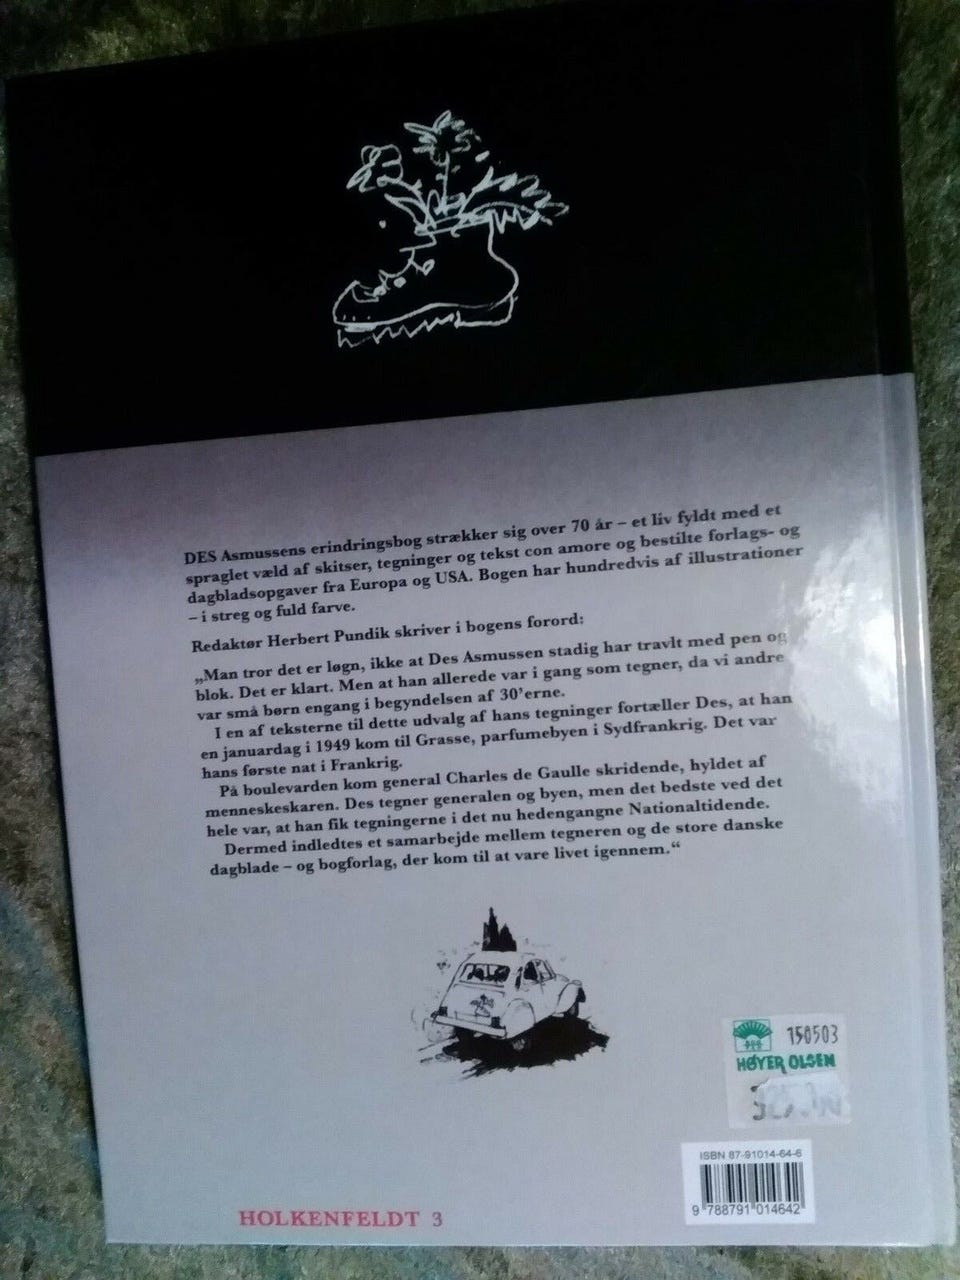 DES Asmussens erindringsbog strækker sig over 70 år – et liv fyldt med et
spraglet væld af skitser, tegninger og tekst con amore og bestilte forlags- og
dagbladsopgaver fra Europa og USA. Bogen har hundredvis af illustrationer
– i streg og fuld farve.
Redaktør Herbert Pundik skriver i bogens forord:
„Man tror det er løgn, ikke at Des Asmussen stadig har travlt med pen og
blok. Det er klart. Men at han allerede var i gang som tegner, da vi andre
var små børn engang i begyndelsen af 30’erne.
I en af teksterne til dette udvalg af hans tegninger fortæller Des, at han
en januardag i 1949 kom til Grasse, parfumebyen i Sydfrankrig. Det var
hans første nat i Frankrig.
På boulevarden kom general Charles de Gaulle skridende, hyldet af
menneskeskaren. Des tegner generalen og byen, men det bedste ved det
hele var, at han fik tegningerne i det nu hedengangne Nationaltidende.
Dermed indledtes et samarbejde mellem tegneren og de store danske
dagblade – og bogforlag, der kom til at vare livet igennem.“
150503
HØYER OLSEN
ISBN 87-91014-64-6
9 788791 014642
HOLKENFELDT 3